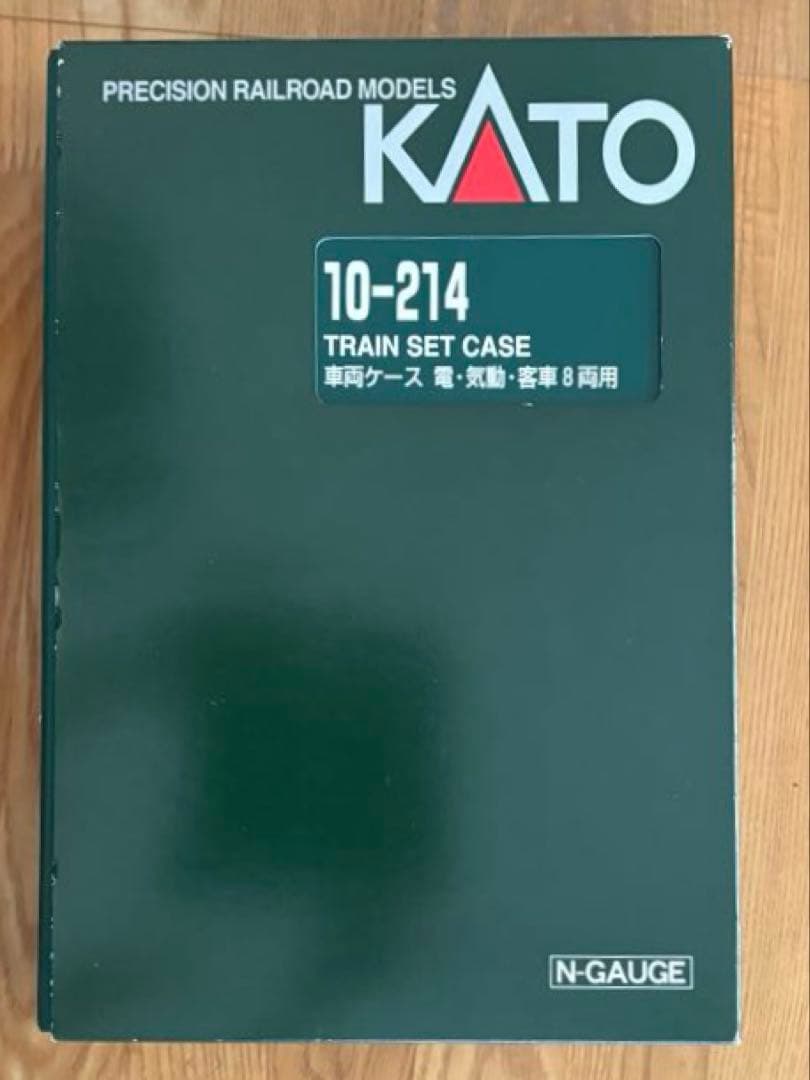 PRECISION RAILROAD MODELS
KATO
10-214
TRAIN SET CASE
車両ケース 電・気動・客車8両用
N-GAUGE